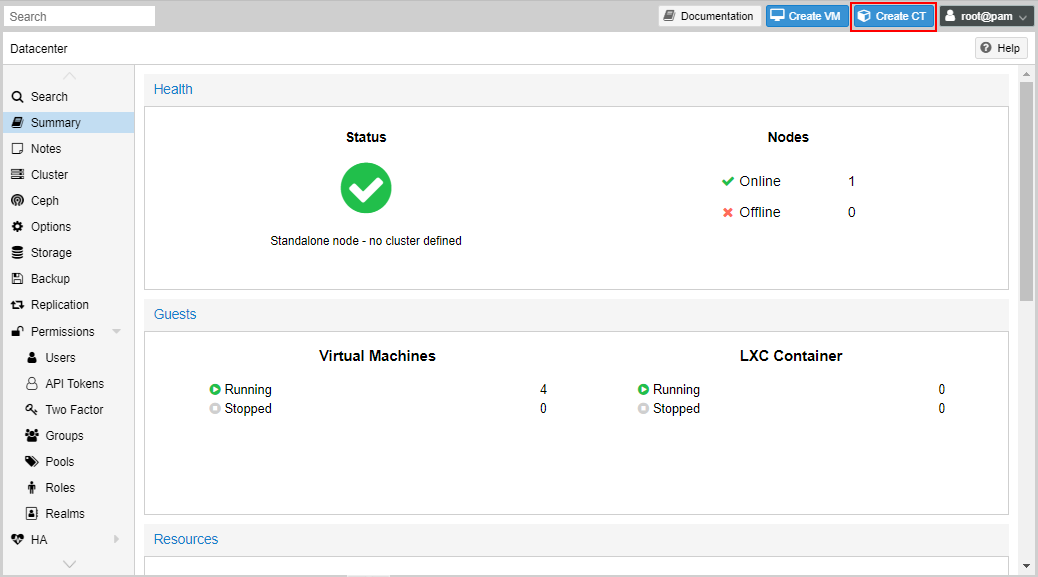 Search
Documentation
Create VM
Create CT
root@pam
Datacenter
Help
Search
Summary
Notes
Cluster
Ceph
Options
Storage
Backup
Replication
Permissions
Users
API Tokens
Two Factor
Groups
Pools
Roles
Realms
HA
Health
Status
Standalone node - no cluster defined
Nodes
Online 1
Offline 0
Guests
Virtual Machines
Running 4
Stopped 0
LXC Container
Running 0
Stopped 0
Resources